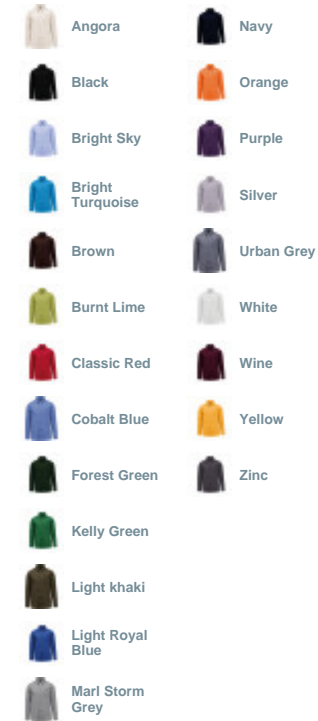 Angora
Black
Bright Sky
Bright
Turquoise
Brown
Burnt Lime
Classic Red
Cobalt Blue
Forest Green
Kelly Green
Light khaki
Light Royal
Blue
Marl Storm
Grey
Navy
Orange
Purple
Silver
Urban Grey
White
Wine
Yellow
Zinc